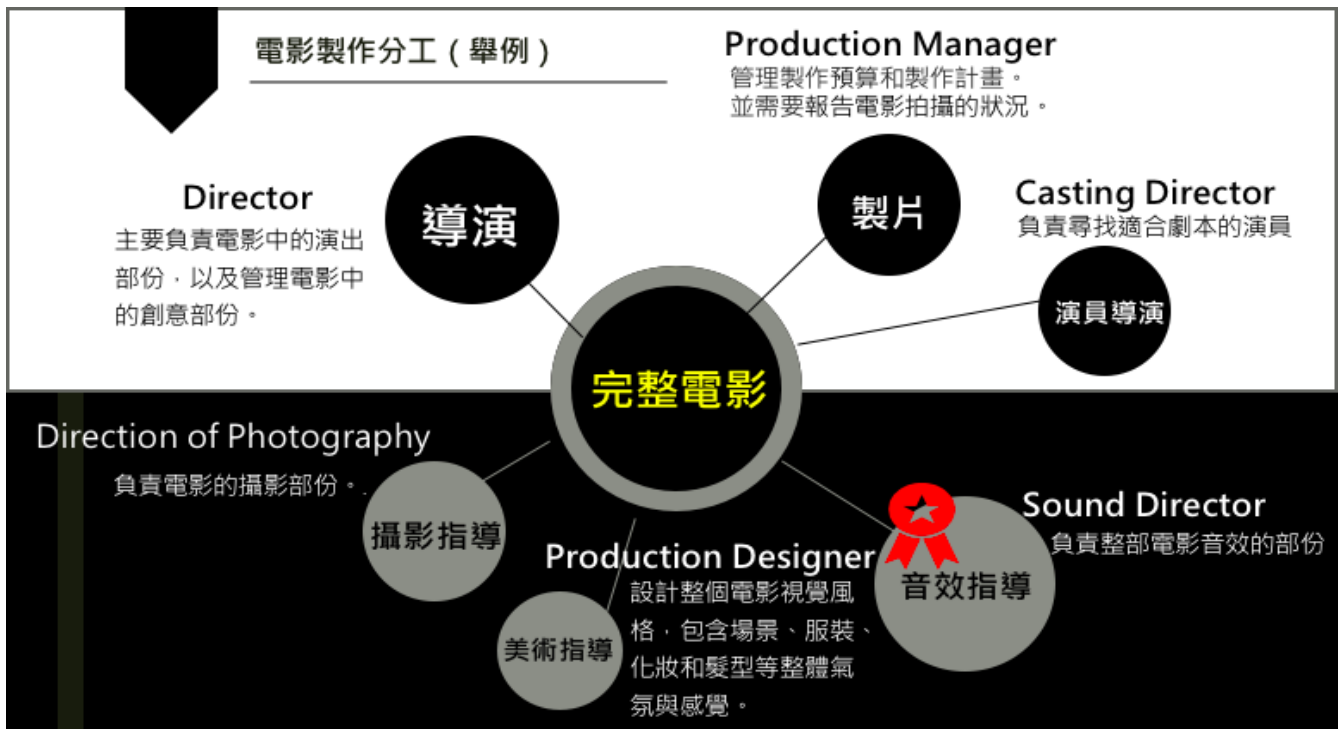 電影製作分工（舉例）
Production Manager
管理製作預算和製作計畫。
並需要報告電影拍攝的狀況。
Director
主要負責電影中的演出
部份，以及管理電影中
的創意部份。
導演
製片
Casting Director
負責尋找適合劇本的演員
演員導演
完整電影
Direction of Photography
負責電影的攝影部份。.
攝影指導
Production Designer
設計整個電影視覺風
格，包含場景、服裝、
化妝和髮型等整體氣
氛與感覺。
美術指導
Sound Director
負責整部電影音效的部份
音效指導